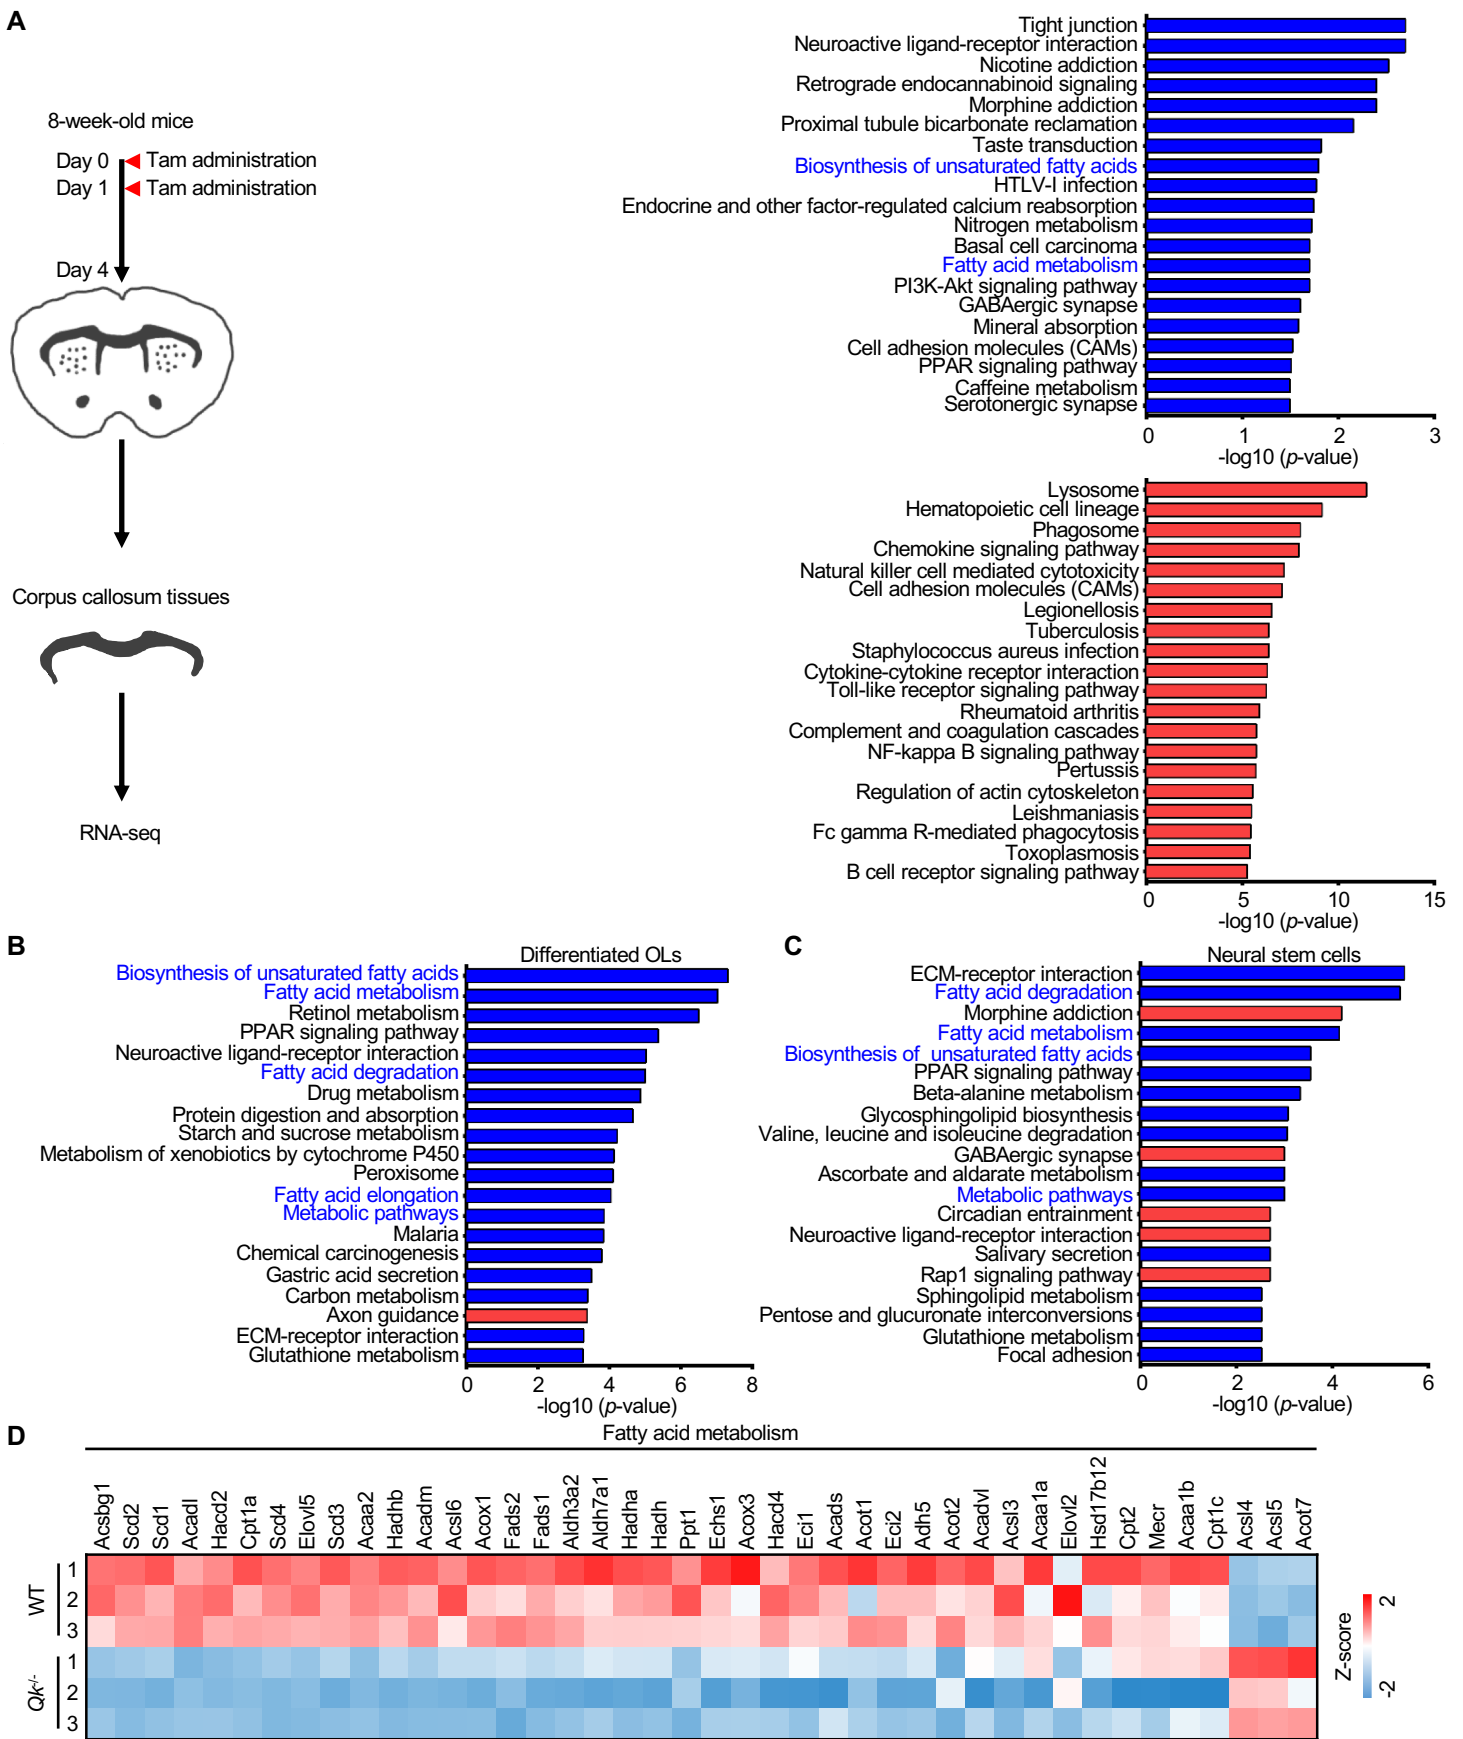 A
8-week-old mice
Day 0 Tam administration
Day 1 Tam administration
Day 4
Corpus callosum tissues
RNA-seq
Tight junction
Neuroactive ligand-receptor interaction
Nicotine addiction
Retrograde endocannabinoid signaling
Morphine addiction
Proximal tubule bicarbonate reclamation
Taste transduction
Biosynthesis of unsaturated fatty acids
HTLV-I infection
Endocrine and other factor-regulated calcium reabsorption
Nitrogen metabolism
Basal cell carcinoma
Fatty acid metabolism
PI3K-Akt signaling pathway
GABAergic synapse
Mineral absorption
Cell adhesion molecules (CAMs)
PPAR signaling pathway
Caffeine metabolism
Serotonergic synapse
0 1 2 3
-log10 (p-value)
Lysosome
Hematopoietic cell lineage
Phagosome
Chemokine signaling pathway
Natural killer cell mediated cytotoxicity
Cell adhesion molecules (CAMs)
Legionellosis
Tuberculosis
Staphylococcus aureus infection
Cytokine-cytokine receptor interaction
Toll-like receptor signaling pathway
Rheumatoid arthritis
Complement and coagulation cascades
NF-kappa B signaling pathway
Pertussis
Regulation of actin cytoskeleton
Leishmaniasis
Fc gamma R-mediated phagocytosis
Toxoplasmosis
B cell receptor signaling pathway
0 5 10 15
-log10 (p-value)
B
Differentiated OLs
Biosynthesis of unsaturated fatty acids
Fatty acid metabolism
Retinol metabolism
PPAR signaling pathway
Neuroactive ligand-receptor interaction
Fatty acid degradation
Drug metabolism
Protein digestion and absorption
Starch and sucrose metabolism
Metabolism of xenobiotics by cytochrome P450
Peroxisome
Fatty acid elongation
Metabolic pathways
Malaria
Chemical carcinogenesis
Gastric acid secretion
Carbon metabolism
Axon guidance
ECM-receptor interaction
Glutathione metabolism
0 2 4 6 8
-log10 (p-value)
C
Neural stem cells
ECM-receptor interaction
Fatty acid degradation
Morphine addiction
Fatty acid metabolism
Biosynthesis of unsaturated fatty acids
PPAR signaling pathway
Beta-alanine metabolism
Glycosphingolipid biosynthesis
Valine, leucine and isoleucine degradation
GABAergic synapse
Ascorbate and aldarate metabolism
Metabolic pathways
Circadian entrainment
Neuroactive ligand-receptor interaction
Salivary secretion
Rap1 signaling pathway
Sphingolipid metabolism
Pentose and glucuronate interconversions
Glutathione metabolism
Focal adhesion
0 2 4 6
-log10 (p-value)
D
Fatty acid metabolism
Acsbg1 Scd2 Scd1 Acadl Hacd2 Cpt1a Scd4 Elovl5 Scd3 Acaa2 Hadhb Acadm Acsl6 Acox1 Fads2 Fads1 Aldh3a2 Aldh7a1 Hadha Hadh Ppt1 Echs1 Acox3 Hacd4 Eci1 Acads Acot1 Eci2 Adh5 Acot2 Acadvl Acsl3 Acaa1a Elovl2 Hsd17b12 Cpt2 Mecr Acaa1b Cpt1c Acsl4 Acsl5 Acot7
WT
1
2
3
Qk-/-
1
2
3
Z-score
2
-2